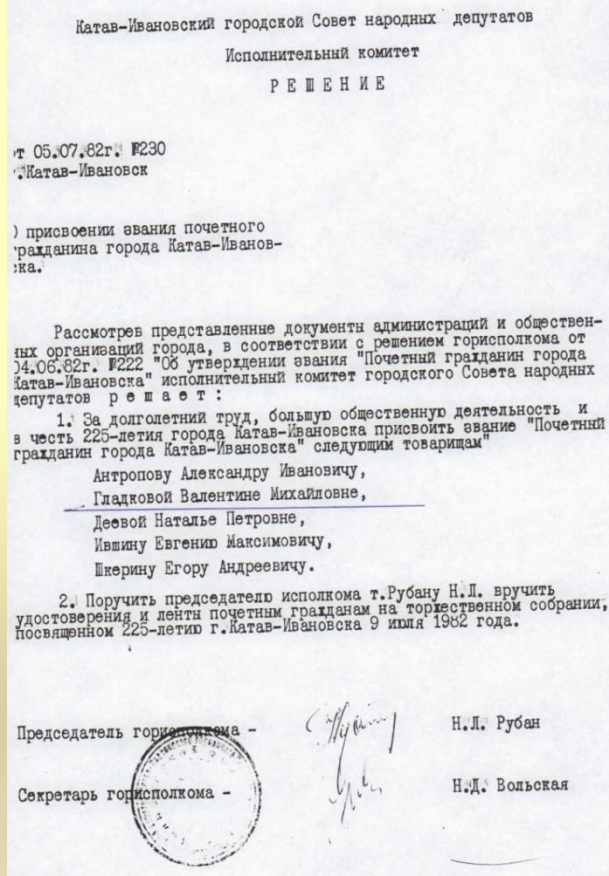 Катав-Ивановский городской Совет народных депутатов
Исполнительный комитет
Р Е Ш Е Н И Е
от 05.07.82г. №230
г.Катав-Ивановск
О присвоении звания почетного
гражданина города Катав-Иванов-
ска.
Рассмотрев представленные документы администраций и обществен-
ных организаций города, в соответствии с решением горисполкома от
04.06.82г. №222 "Об утверждении звания "Почетный гражданин города
Катав-Ивановска" исполнительный комитет городского Совета народных
депутатов р е ш а е т :
1. За долголетний труд, большую общественную деятельность и
в честь 225-летия города Катав-Ивановска присвоить звание "Почетный
гражданин города Катав-Ивановска" следующим товарищам"
Антропову Александру Ивановичу,
Гладковой Валентине Михайловне,
Деевой Наталье Петровне,
Ившину Евгению Максимовичу,
Шкерину Егору Андреевичу.
2. Поручить председателю исполкома т.Рубану Н.Л. вручить
удостоверения и ленты почетным гражданам на торжественном собрании,
посвященном 225-летию г.Катав-Ивановска 9 июля 1982 года.
Председатель горисполкома - Н.Л. Рубан
Секретарь горисполкома - Н.Д. Вольская